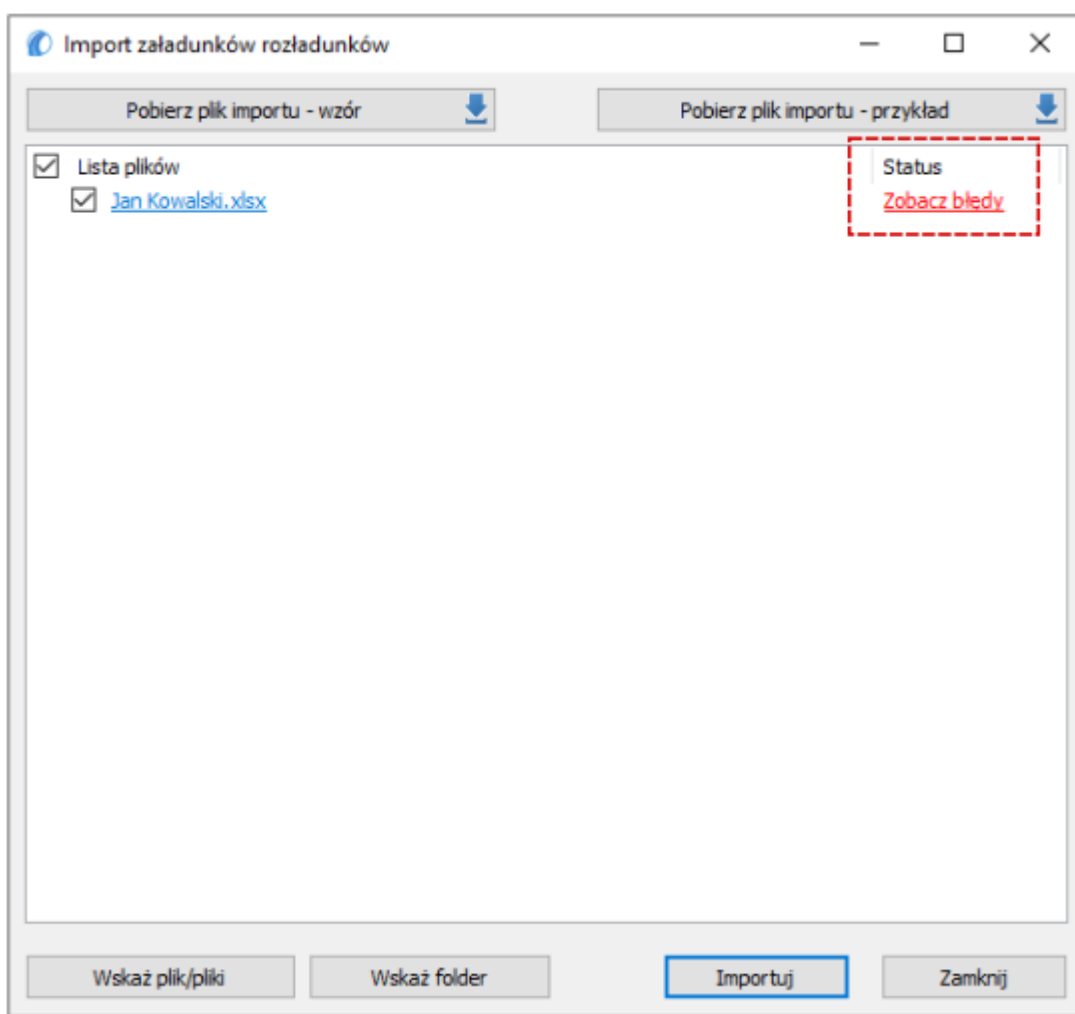 Import załadunków rozładunków
Pobierz plik importu - wzór
Pobierz plik importu - przykład
Lista plików
Status
Jan Kowalski.xlsx
Zobacz błędy
Wskaż plik/pliki
Wskaż folder
Importuj
Zamknij